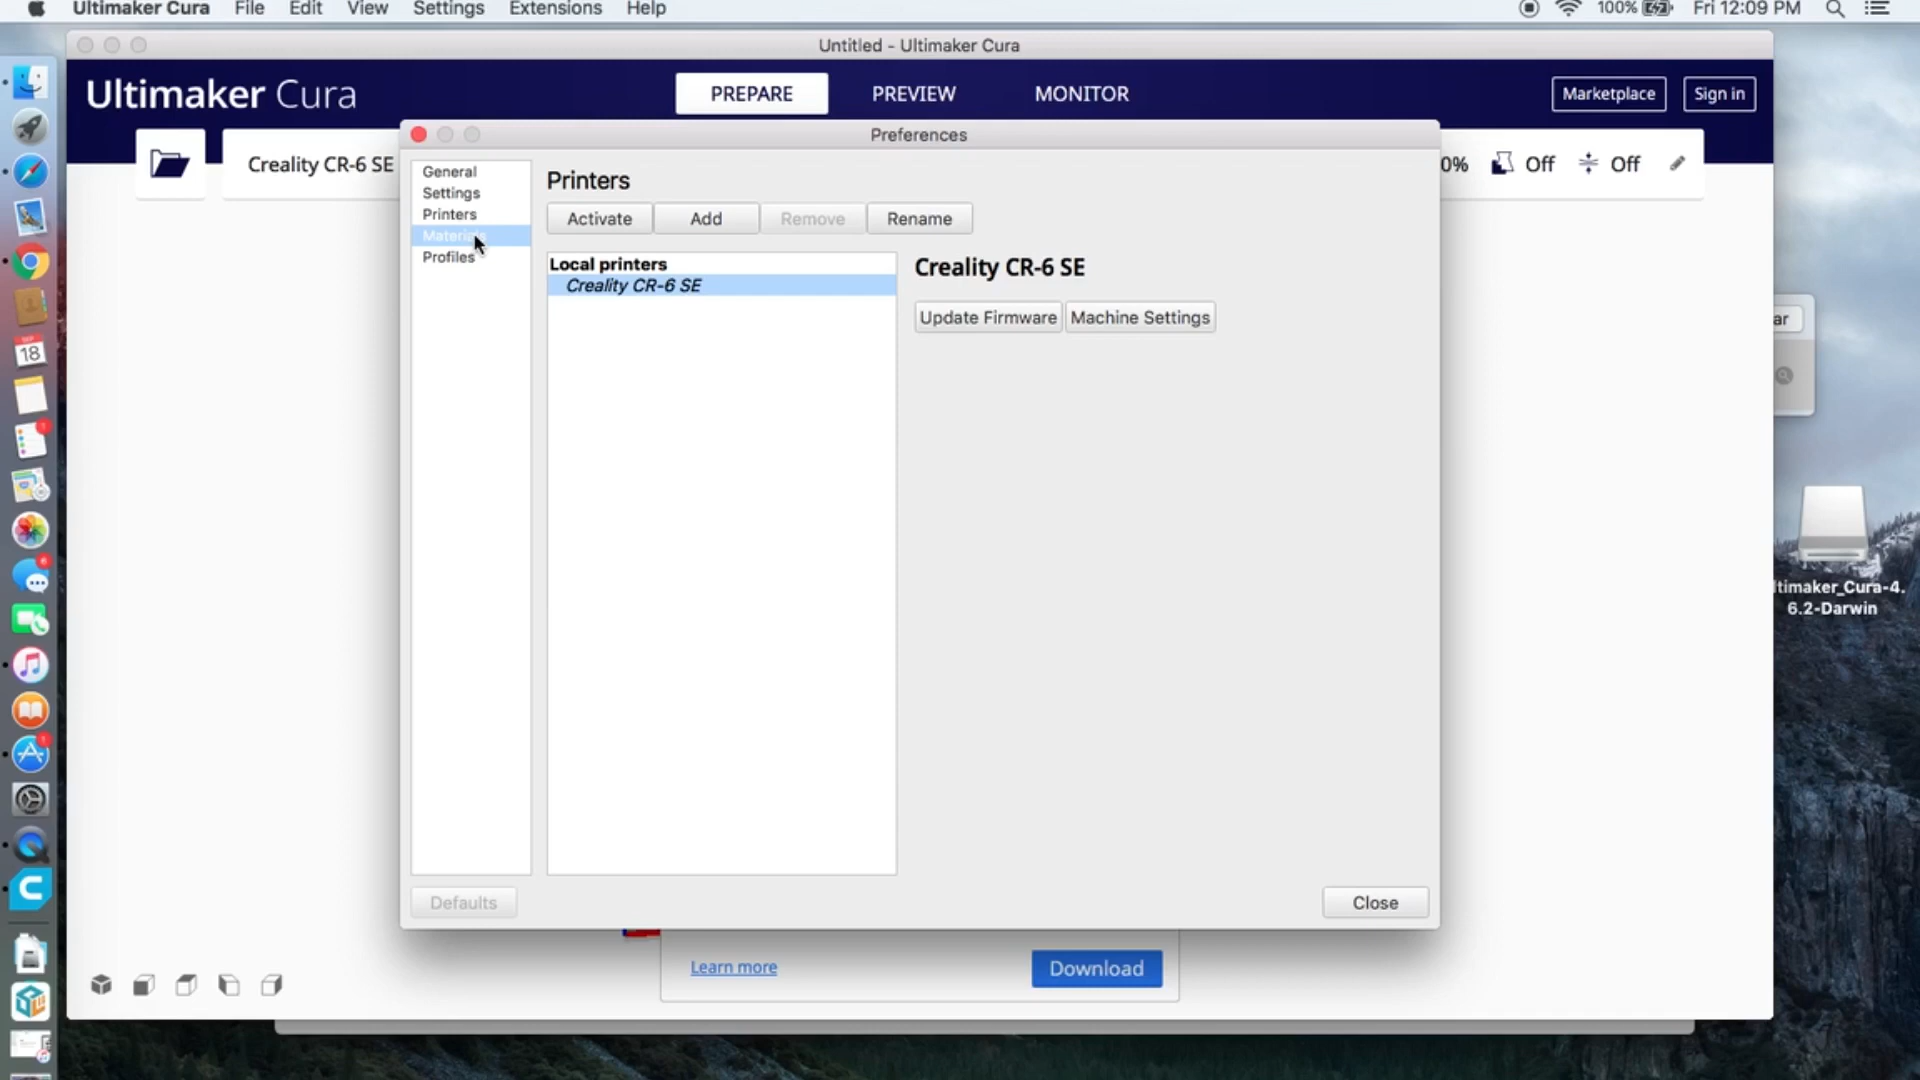 Ultimaker Cura File Edit View Settings Extensions Help 100% Fri 12:09 PM
Untitled - Ultimaker Cura
Ultimaker Cura PREPARE PREVIEW MONITOR Marketplace Sign in
Preferences
Creality CR-6 SE
0% Off Off
General
Settings
Printers
Materials
Profiles
Printers
Activate Add Remove Rename
Local printers
Creality CR-6 SE
Creality CR-6 SE
Update Firmware Machine Settings
ar
SEP
18
ltimaker_Cura-4.
6.2-Darwin
Defaults Close
Learn more Download